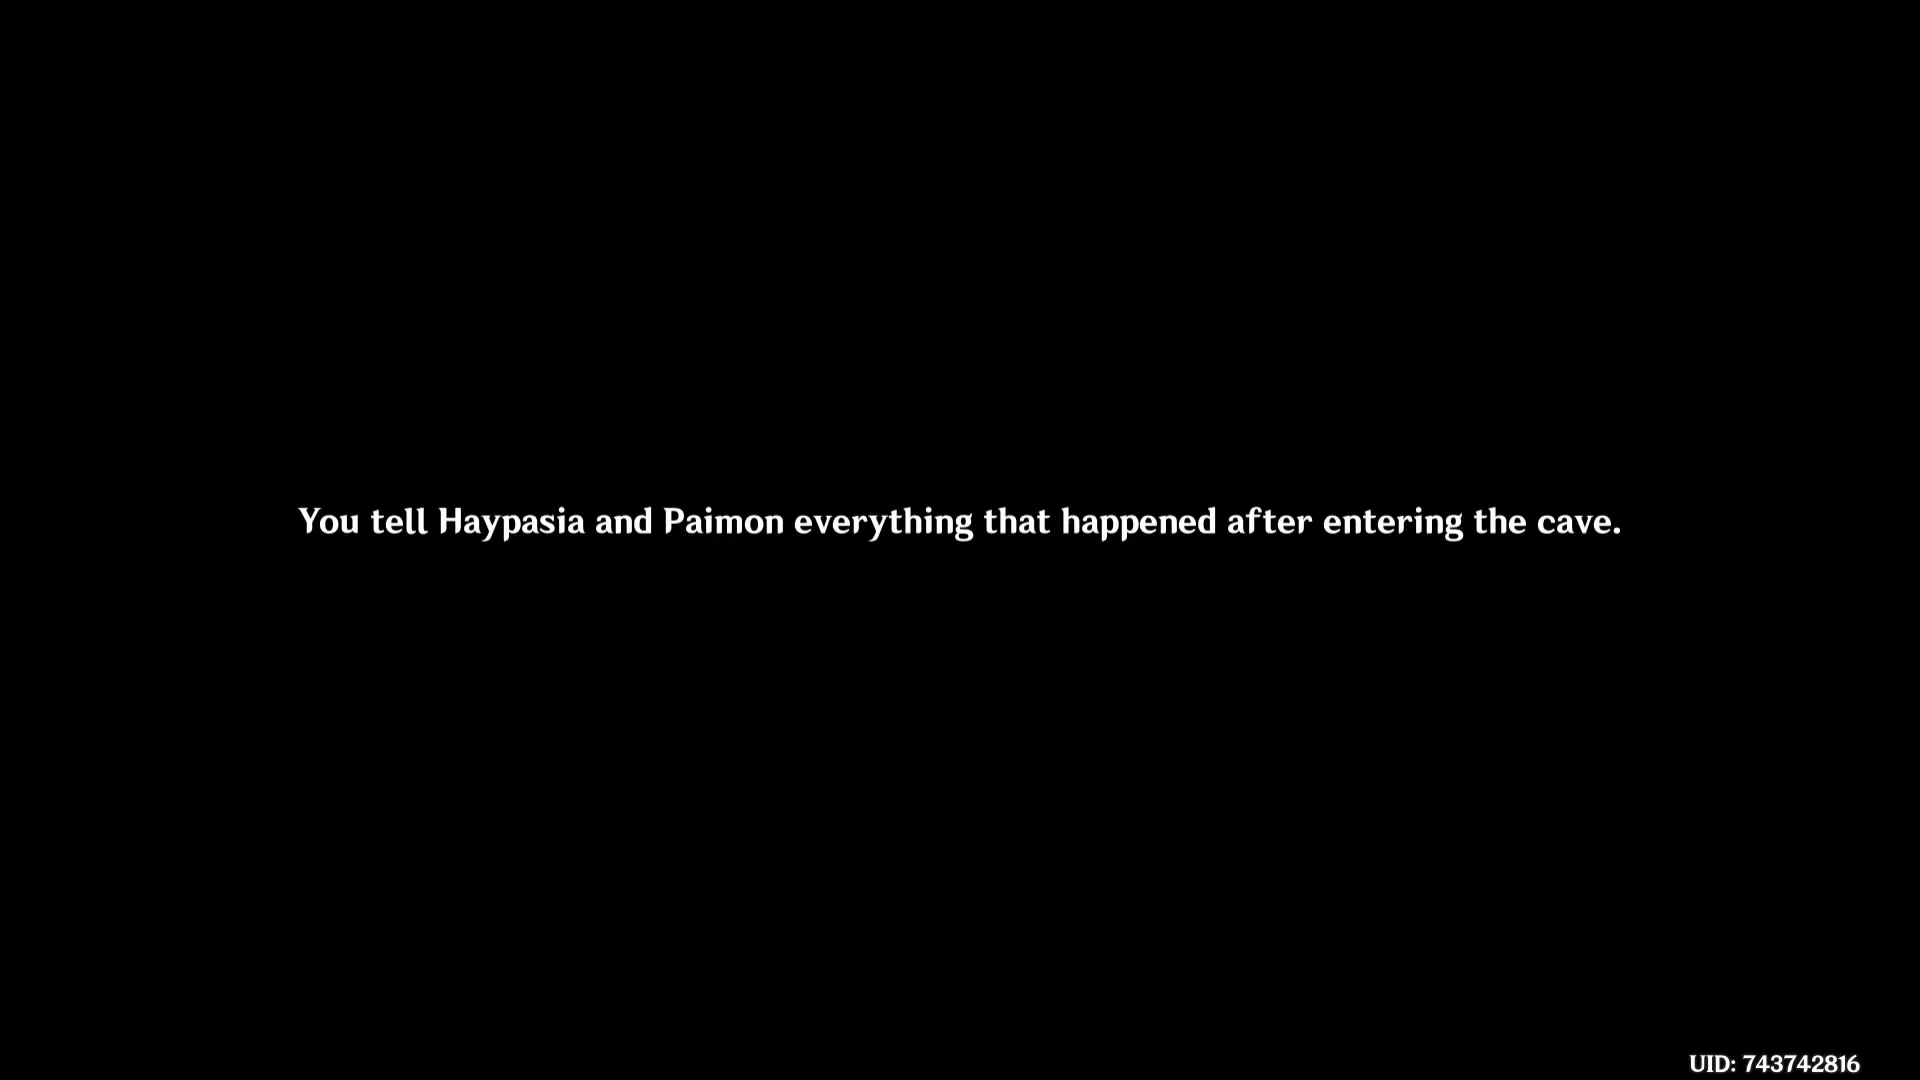 You tell Haypasia and Paimon everything that happened after entering the cave.
UID: 743742816